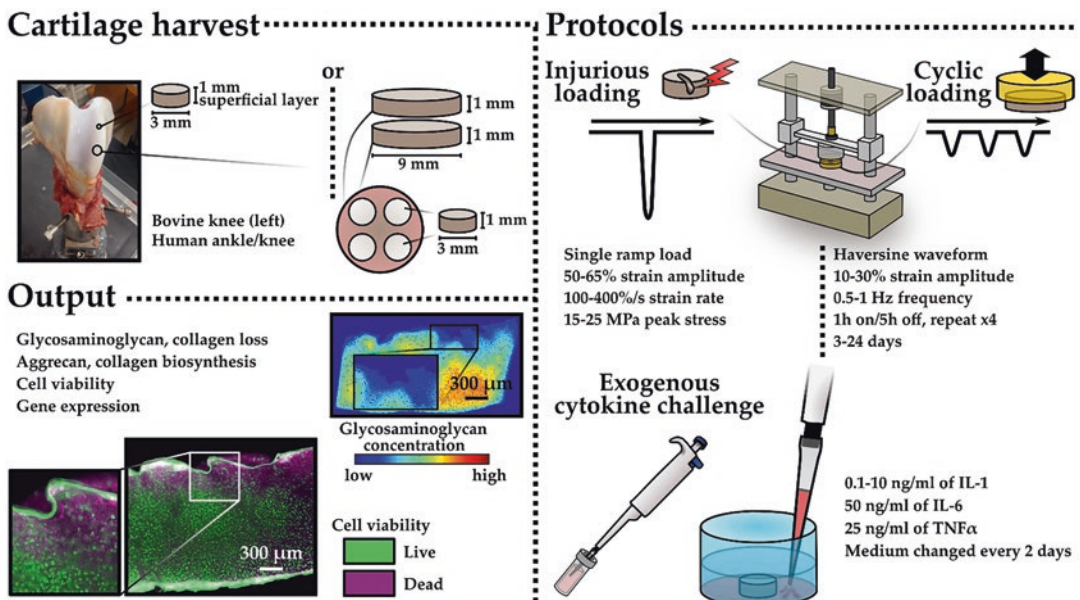 Cartilage harvest
1 mm
superficial layer
3 mm
or
1 mm
1 mm
9 mm
1 mm
3 mm
Bovine knee (left)
Human ankle/knee
Output
Glycosaminoglycan, collagen loss
Aggrecan, collagen biosynthesis
Cell viability
Gene expression
300 µm
Glycosaminoglycan
concentration
low
high
300 µm
Cell viability
Live
Dead
Protocols
Injurious
loading
Cyclic
loading
Single ramp load
50-65% strain amplitude
100-400%/s strain rate
15-25 MPa peak stress
Haversine waveform
10-30% strain amplitude
0.5-1 Hz frequency
1h on/5h off, repeat x4
3-24 days
Exogenous
cytokine challenge
0.1-10 ng/ml of IL-1
50 ng/ml of IL-6
25 ng/ml of TNFα
Medium changed every 2 days